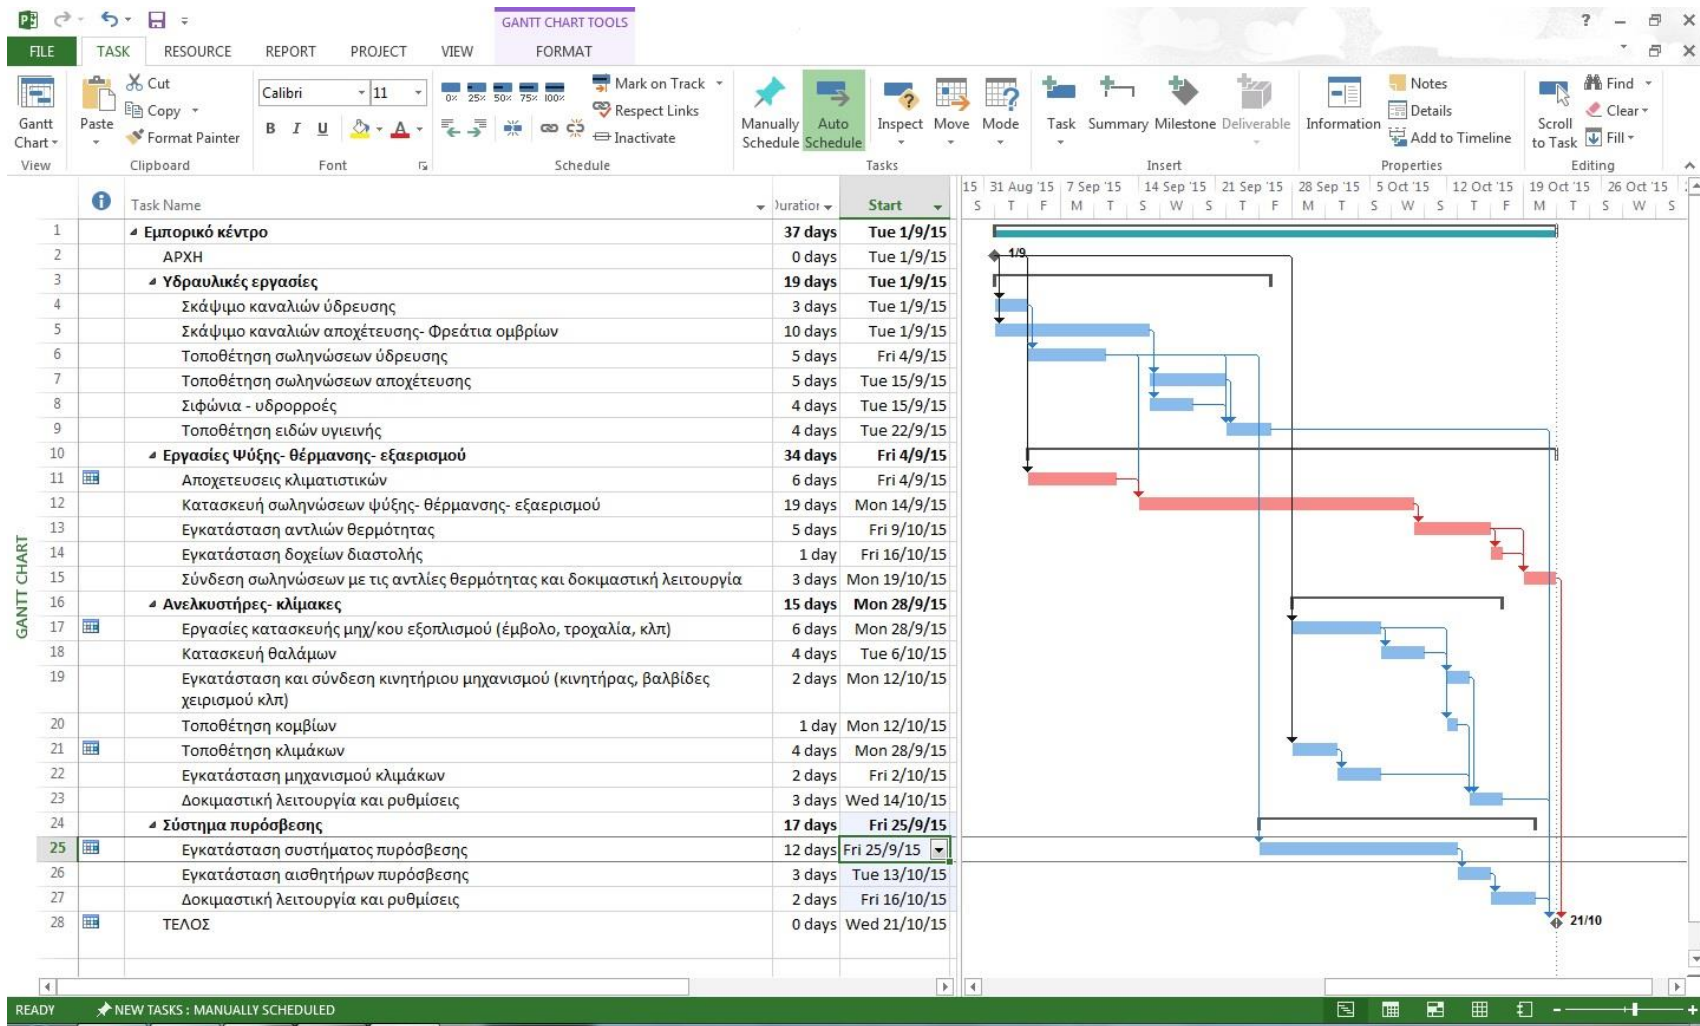 GANTT CHART TOOLS
FILE TASK RESOURCE REPORT PROJECT VIEW FORMAT
Gantt Chart
View
Paste
Cut
Copy
Format Painter
Clipboard
Calibri 11
B I U A
Font
0% 25% 50% 75% 100%
Mark on Track
Respect Links
Inactivate
Schedule
Manually Schedule
Auto Schedule
Inspect Move Mode
Tasks
Task Summary Milestone Deliverable
Insert
Information
Notes
Details
Add to Timeline
Properties
Scroll to Task
Find
Clear
Fill
Editing
Task Name Start
15 31 Aug '15 7 Sep '15 14 Sep '15 21 Sep '15 28 Sep '15 5 Oct '15 12 Oct '15 19 Oct '15 26 Oct '15
S T F M T S W S T F M T S W S T F M T S W S
1 Εμπορικό κέντρο 37 days Tue 1/9/15
2 ΑΡΧΗ 0 days Tue 1/9/15 1/9
3 Υδραυλικές εργασίες 19 days Tue 1/9/15
4 Σκάψιμο καναλιών ύδρευσης 3 days Tue 1/9/15
5 Σκάψιμο καναλιών αποχέτευσης- Φρεάτια ομβρίων 10 days Tue 1/9/15
6 Τοποθέτηση σωληνώσεων ύδρευσης 5 days Fri 4/9/15
7 Τοποθέτηση σωληνώσεων αποχέτευσης 5 days Tue 15/9/15
8 Σιφώνια - υδρορροές 4 days Tue 15/9/15
9 Τοποθέτηση ειδών υγιεινής 4 days Tue 22/9/15
10 Εργασίες Ψύξης- θέρμανσης- εξαερισμού 34 days Fri 4/9/15
11 Αποχετευσεις κλιματιστικών 6 days Fri 4/9/15
12 Κατασκευή σωληνώσεων ψύξης- θέρμανσης- εξαερισμού 19 days Mon 14/9/15
13 Εγκατάσταση αντλιών θερμότητας 5 days Fri 9/10/15
14 Εγκατάσταση δοχείων διαστολής 1 day Fri 16/10/15
15 Σύνδεση σωληνώσεων με τις αντλίες θερμότητας και δοκιμαστική λειτουργία 3 days Mon 19/10/15
16 Ανελκυστήρες- κλίμακες 15 days Mon 28/9/15
17 Εργασίες κατασκευής μηχ/κου εξοπλισμού (έμβολο, τροχαλία, κλπ) 6 days Mon 28/9/15
18 Κατασκευή θαλάμων 4 days Tue 6/10/15
19 Εγκατάσταση και σύνδεση κινητήριου μηχανισμού (κινητήρας, βαλβίδες 2 days Mon 12/10/15
χειρισμού κλπ)
20 Τοποθέτηση κομβίων 1 day Mon 12/10/15
21 Τοποθέτηση κλιμάκων 4 days Mon 28/9/15
22 Εγκατάσταση μηχανισμού κλιμάκων 2 days Fri 2/10/15
23 Δοκιμαστική λειτουργία και ρυθμίσεις 3 days Wed 14/10/15
24 Σύστημα πυρόσβεσης 17 days Fri 25/9/15
25 Εγκατάσταση συστήματος πυρόσβεσης 12 days Fri 25/9/15
26 Εγκατάσταση αισθητήρων πυρόσβεσης 3 days Tue 13/10/15
27 Δοκιμαστική λειτουργία και ρυθμίσεις 2 days Fri 16/10/15
28 ΤΕΛΟΣ 0 days Wed 21/10/15 21/10
GANTT CHART
READY NEW TASKS : MANUALLY SCHEDULED